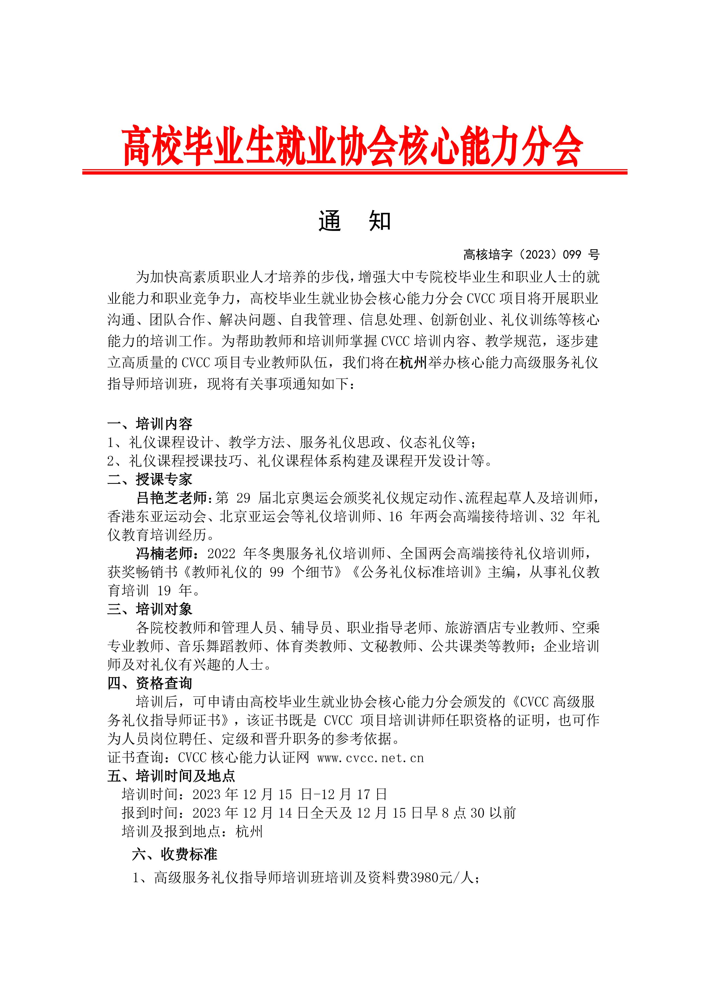 高校毕业生就业协会核心能力分会
通 知
高核培字（2023）099 号
为加快高素质职业人才培养的步伐，增强大中专院校毕业生和职业人士的就
业能力和职业竞争力，高校毕业生就业协会核心能力分会 CVCC 项目将开展职业
沟通、团队合作、解决问题、自我管理、信息处理、创新创业、礼仪训练等核心
能力的培训工作。为帮助教师和培训师掌握 CVCC 培训内容、教学规范，逐步建
立高质量的 CVCC 项目专业教师队伍，我们将在杭州举办核心能力高级服务礼仪
指导师培训班，现将有关事项通知如下：
一、培训内容
1、礼仪课程设计、教学方法、服务礼仪思政、仪态礼仪等；
2、礼仪课程授课技巧、礼仪课程体系构建及课程开发设计等。
二、授课专家
吕艳芝老师：第 29 届北京奥运会颁奖礼仪规定动作、流程起草人及培训师，
香港东亚运动会、北京亚运会等礼仪培训师、16 年两会高端接待培训、32 年礼
仪教育培训经历。
冯楠老师：2022 年冬奥服务礼仪培训师、全国两会高端接待礼仪培训师，
获奖畅销书《教师礼仪的 99 个细节》《公务礼仪标准培训》主编，从事礼仪教
育培训 19 年。
三、培训对象
各院校教师和管理人员、辅导员、职业指导老师、旅游酒店专业教师、空乘
专业教师、音乐舞蹈教师、体育类教师、文秘教师、公共课类等教师；企业培训
师及对礼仪有兴趣的人士。
四、资格查询
培训后，可申请由高校毕业生就业协会核心能力分会颁发的《CVCC 高级服
务礼仪指导师证书》，该证书既是 CVCC 项目培训讲师任职资格的证明，也可作
为人员岗位聘任、定级和晋升职务的参考依据。
证书查询：CVCC 核心能力认证网 www.cvcc.net.cn
五、培训时间及地点
培训时间：2023 年 12 月 15 日-12 月 17 日
报到时间：2023 年 12 月 14 日全天及 12 月 15 日早 8 点 30 以前
培训及报到地点：杭州
六、收费标准
1、高级服务礼仪指导师培训班培训及资料费3980元/人；